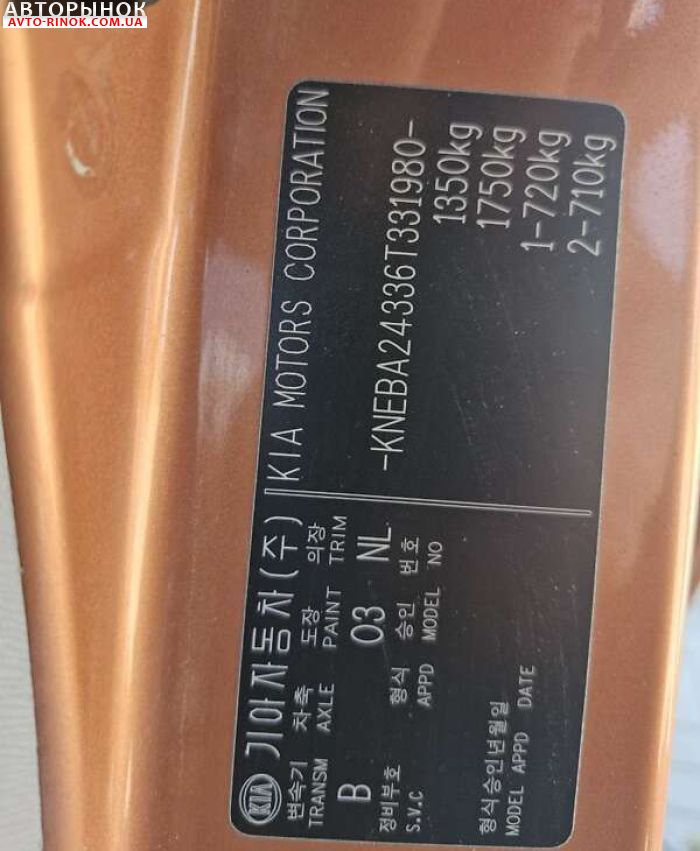 АВТОРЫНОК
AVTO-RINOK.COM.UA
KIA 기아자동차(주) KIA MOTORS CORPORATION
변속기 차축 도장 의장
TRANSM AXLE PAINT TRIM
B 03 NL
-KNEBA24336T331980-
정비부호 형식 승인 번호
S.V.C APPD MODEL NO
1350kg
1750kg
형식승인년월일
MODEL APPD DATE
1-720kg
2-710kg